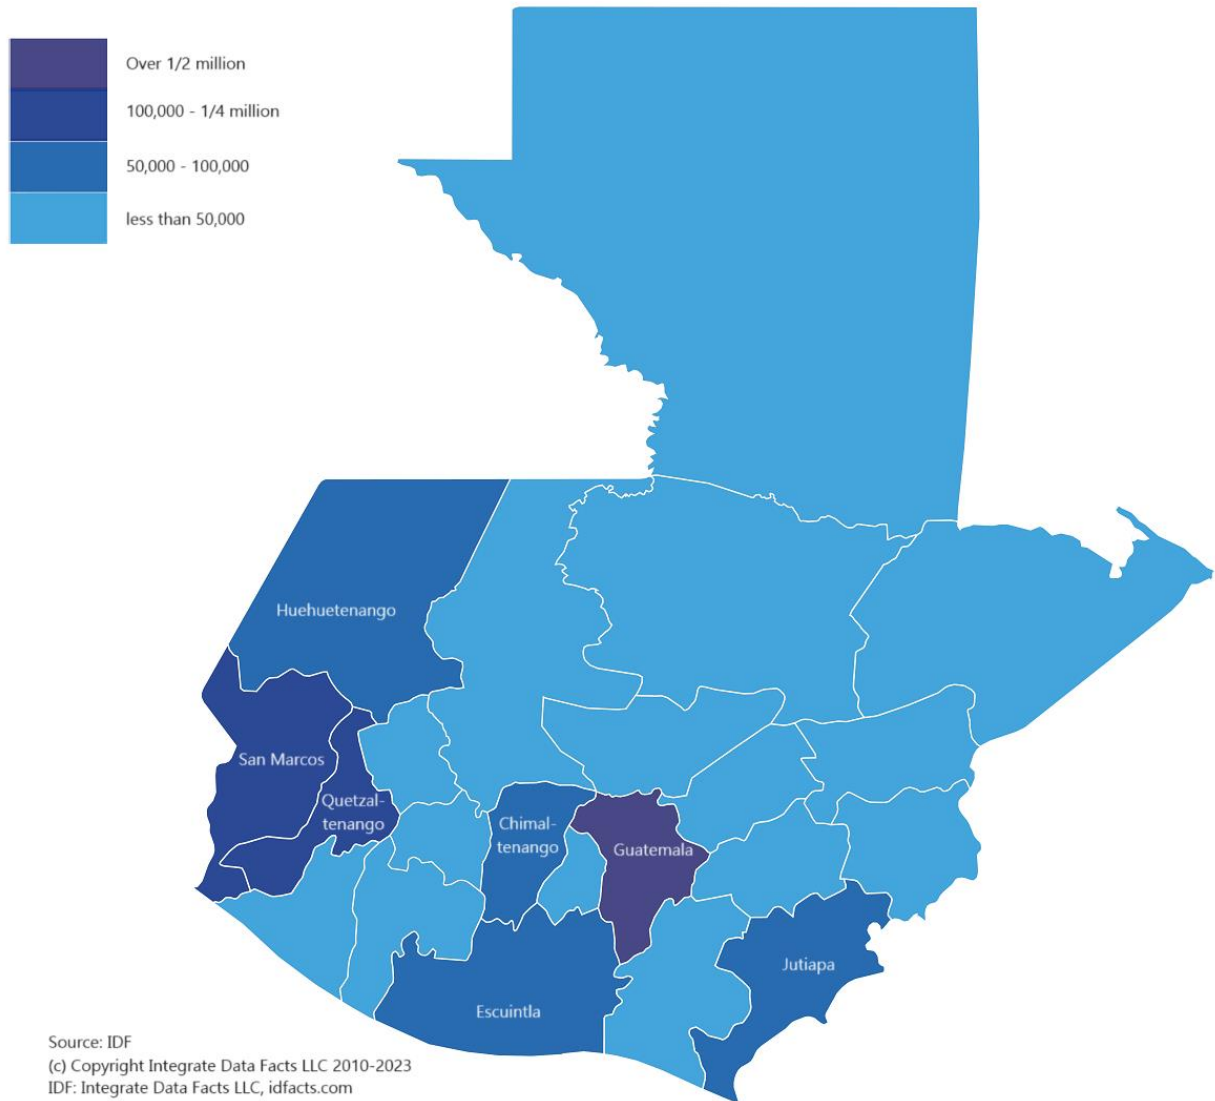 Over 1/2 million
100,000 - 1/4 million
50,000 - 100,000
less than 50,000
Huehuetenango
San Marcos
Quetzal-
tenango
Chimal-
tenango
Guatemala
Jutiapa
Escuintla
Source: IDF
(c) Copyright Integrate Data Facts LLC 2010-2023
IDF: Integrate Data Facts LLC, idfacts.com